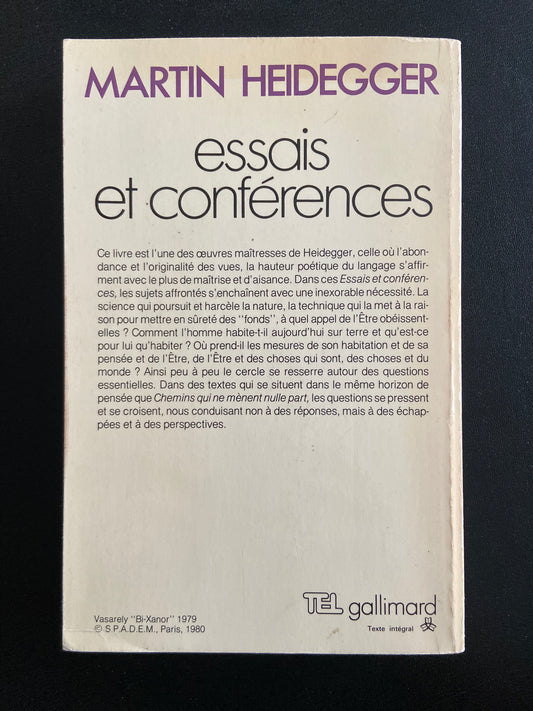 MARTIN HEIDEGGER
essais
et conférences
Ce livre est l'une des œuvres maîtresses de Heidegger, celle où l'abon-
dance et l'originalité des vues, la hauteur poétique du langage s'affir-
ment avec le plus de maîtrise et d'aisance. Dans ces Essais et conféren-
ces, les sujets affrontés s'enchaînent avec une inexorable nécessité. La
science qui poursuit et harcèle la nature, la technique qui la met à la rai-
son pour mettre en sûreté des "fonds", à quel appel de l'Être obéissent-
elles ? Comment l'homme habite-t-il aujourd'hui sur terre et qu'est-ce
pour lui qu'habiter ? Où prend-il les mesures de son habitation et de sa
pensée et de l'Être, de l'Être et des choses qui sont, des choses et du
monde ? Ainsi peu à peu le cercle se resserre autour des questions
essentielles. Dans des textes qui se situent dans le même horizon de
pensée que Chemins qui ne mènent nulle part, les questions se pressent
et se croisent, nous conduisant non à des réponses, mais à des échap-
pées et à des perspectives.
TEL gallimard
Texte intégral
Vasarely "Bi-Xanor" 1979
© S.P.A.D.E.M., Paris, 1980